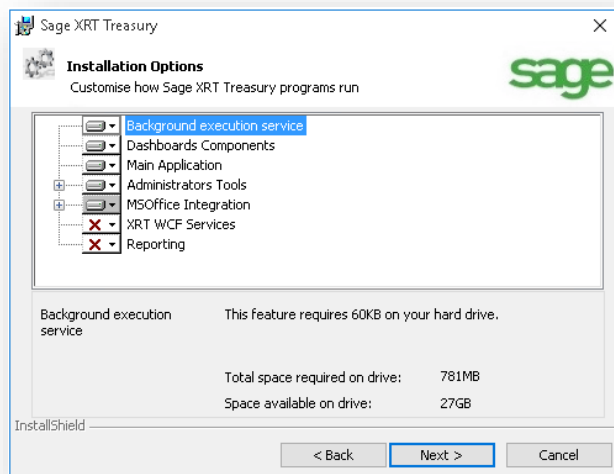 Sage XRT Treasury
Installation Options
Customise how Sage XRT Treasury programs run
sage
Background execution service
Dashboards Components
Main Application
Administrators Tools
MSOffice Integration
XRT WCF Services
Reporting
Background execution service
This feature requires 60KB on your hard drive.
Total space required on drive: 781MB
Space available on drive: 27GB
InstallShield
< Back Next > Cancel